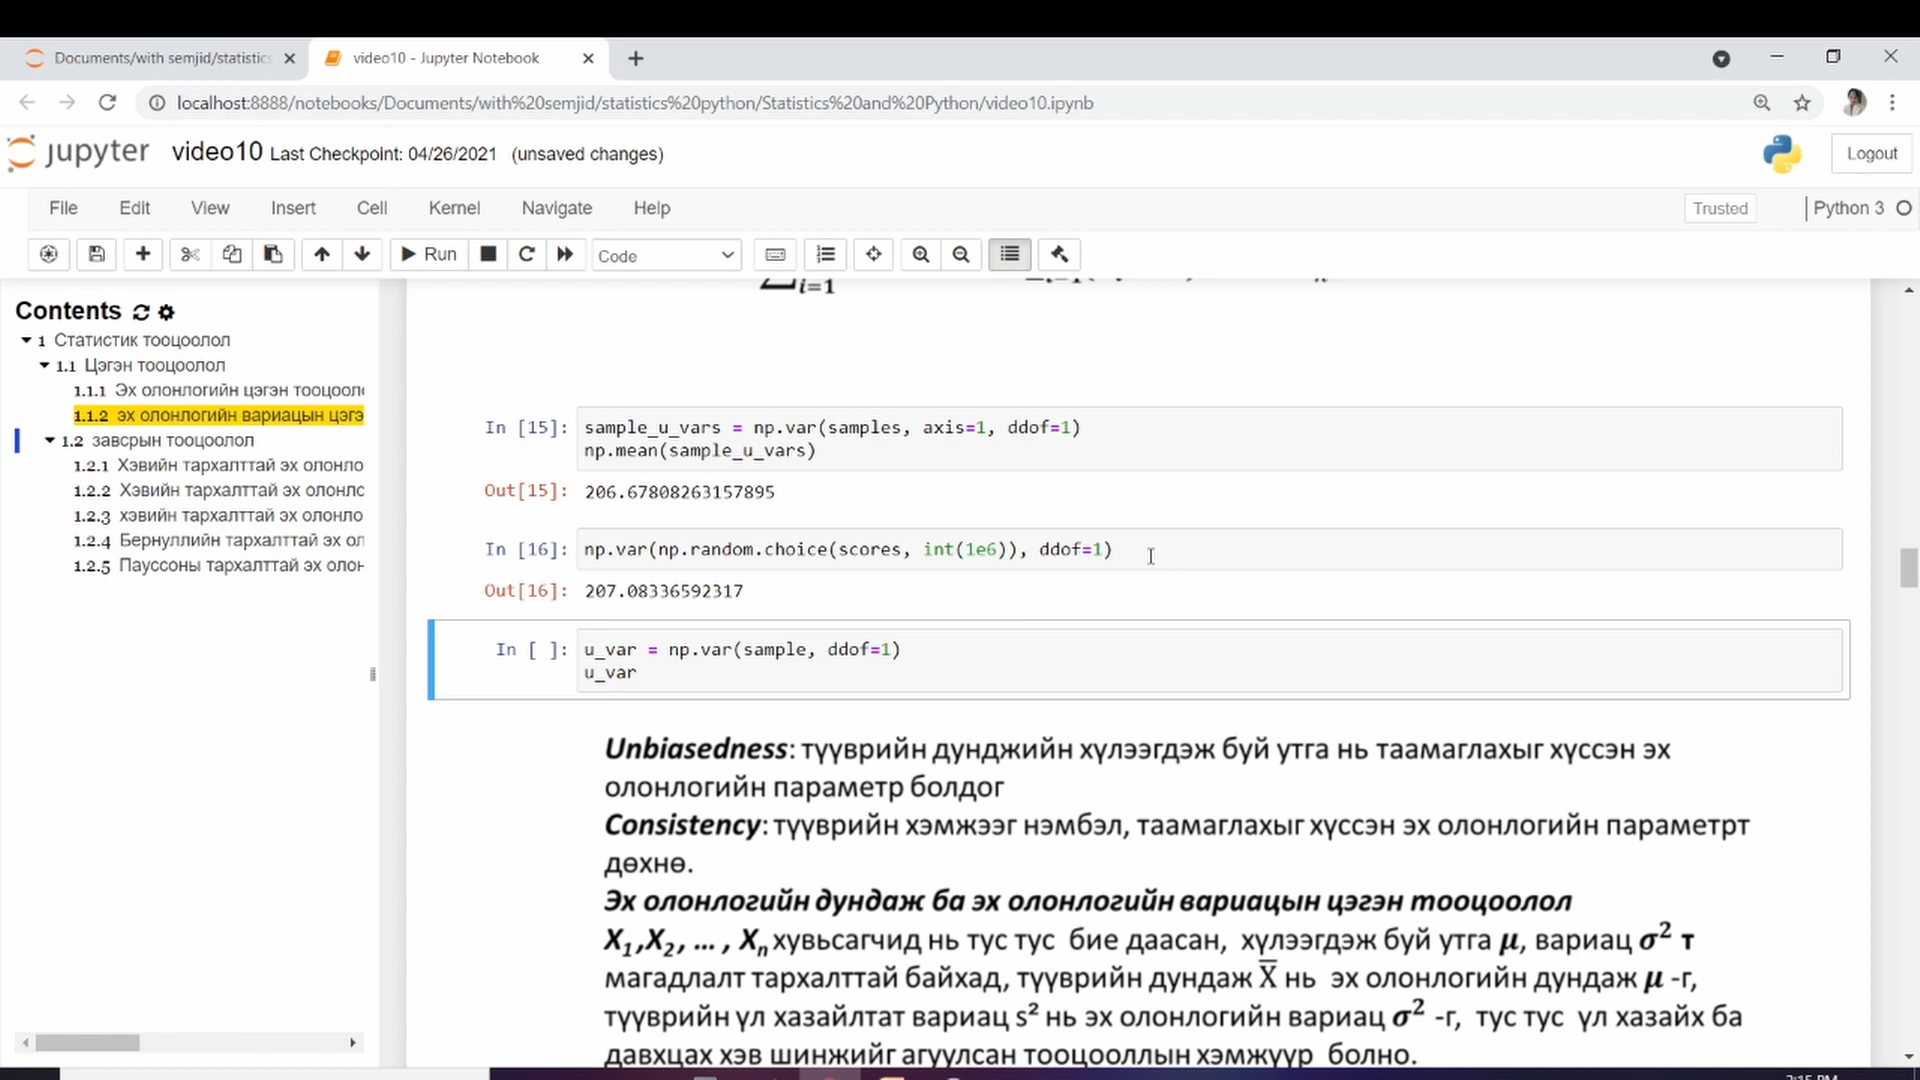 Documents/with semjid/statistics
video10 - Jupyter Notebook
localhost:8888/notebooks/Documents/with%20semjid/statistics%20python/Statistics%20and%20Python/video10.ipynb
jupyter video10 Last Checkpoint: 04/26/2021 (unsaved changes)
Logout
File Edit View Insert Cell Kernel Navigate Help
Trusted
Python 3
Run
Code
Contents
1 Статистик тооцоолол
1.1 Цэгэн тооцоолол
1.1.1 Эх олонлогийн цэгэн тооцоол
1.1.2 эх олонлогийн вариацын цэгэ
1.2 завсрын тооцоолол
1.2.1 Хэвийн тархалттай эх олонло
1.2.2 Хэвийн тархалттай эх олонлс
1.2.3 хэвийн тархалттай эх олонло
1.2.4 Бернуллийн тархалттай эх ол
1.2.5 Пауссоны тархалттай эх олон
i=1
In [15]: sample_u_vars = np.var(samples, axis=1, ddof=1)
np.mean(sample_u_vars)
Out[15]: 206.67808263157895
In [16]: np.var(np.random.choice(scores, int(1e6)), ddof=1)
Out[16]: 207.08336592317
In [ ]: u_var = np.var(sample, ddof=1)
u_var
Unbiasedness: түүврийн дунджийн хүлээгдэж буй утга нь таамаглахыг хүссэн эх
олонлогийн параметр болдог
Consistency: түүврийн хэмжээг нэмбэл, таамаглахыг хүссэн эх олонлогийн параметрт
дөхнө.
Эх олонлогийн дундаж ба эх олонлогийн вариацын цэгэн тооцоолол
X₁,X₂, … , Xₙ хувьсагчид нь тус тус бие даасан, хүлээгдэж буй утга μ, вариац σ² т
магадлалт тархалттай байхад, түүврийн дундаж X̅ нь эх олонлогийн дундаж μ -г,
түүврийн үл хазайлтат вариац s² нь эх олонлогийн вариац σ² -г, тус тус үл хазайх ба
давхцах хэв шинжийг агуулсан тооцооллын хэмжүүр болно.